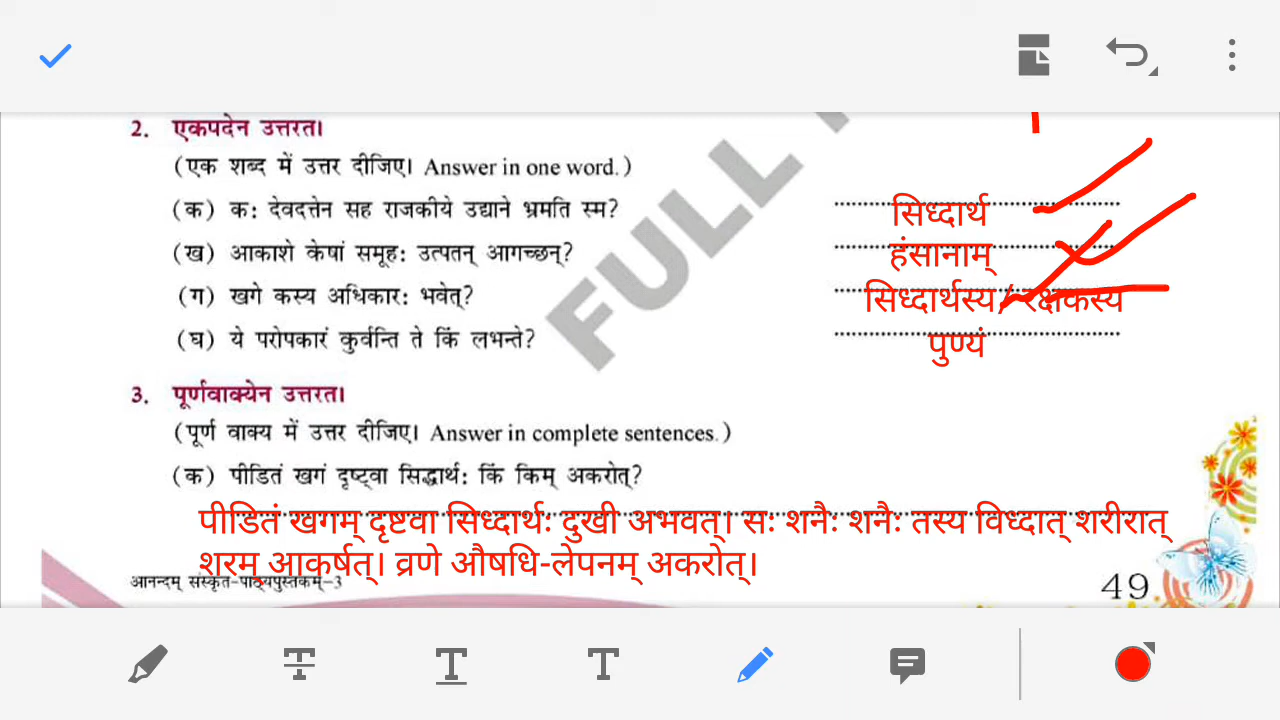 2. एकपदेन उत्तरत।
(एक शब्द में उत्तर दीजिए। Answer in one word.)
(क) कः देवदत्तेन सह राजकीये उद्याने भ्रमति स्म? सिध्दार्थ
(ख) आकाशे केषां समूहः उत्पतन् आगच्छन्? हंसानाम्
(ग) खगे कस्य अधिकारः भवेत्? सिध्दार्थस्य/ रक्षकस्य
(घ) ये परोपकारं कुर्वन्ति ते किं लभन्ते? पुण्यं
3. पूर्णवाक्येन उत्तरत।
(पूर्ण वाक्य में उत्तर दीजिए। Answer in complete sentences.)
(क) पीडितं खगं दृष्ट्वा सिद्धार्थः किं किम् अकरोत्?
पीडितं खगम् दृष्टवा सिध्दार्थः दुखी अभवत्। सः शनैः शनैः तस्य विध्दात् शरीरात्
शरम् आकर्षत्। व्रणे औषधि-लेपनम् अकरोत्।
आनन्दम् संस्कृत-पाठ्यपुस्तकम्-3
49
FULL